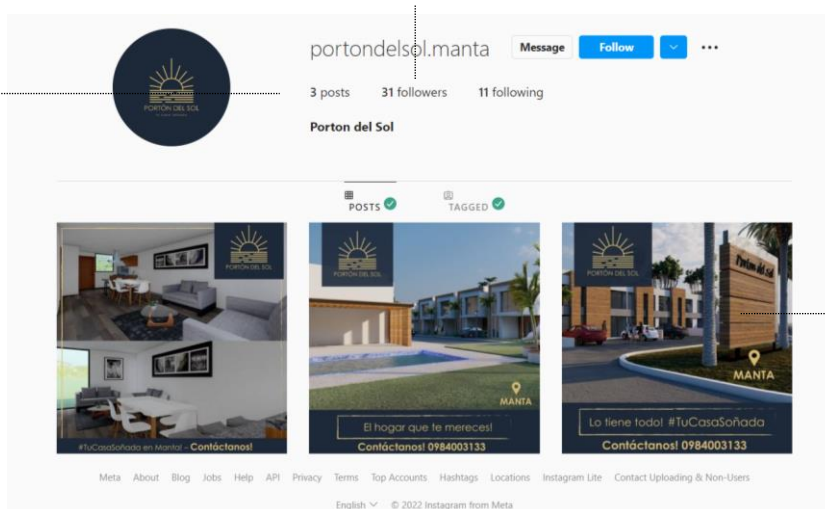 portondelsol.manta Message Follow
3 posts 31 followers 11 following
PORTÓN DEL SOL
Porton del Sol
POSTS TAGGED
PORTÓN DEL SOL
#TuCasaSoñada en Manta! – Contáctanos!
PORTÓN DEL SOL
MANTA
El hogar que te mereces!
Contáctanos! 0984003133
PORTÓN DEL SOL
Porton del Sol
MANTA
Lo tiene todo! #TuCasaSoñada
Contáctanos! 0984003133
Meta About Blog Jobs Help API Privacy Terms Top Accounts Hashtags Locations Instagram Lite Contact Uploading & Non-Users
English © 2022 Instagram from Meta